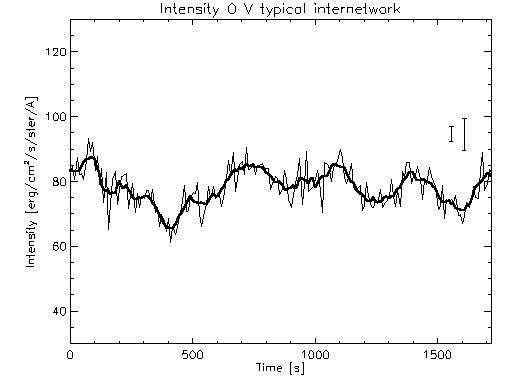 Intensity O V typical internetwork
120
100
80
60
40
Intensity [erg/cm²/s/ster/A]
0 500 1000 1500
Time [s]